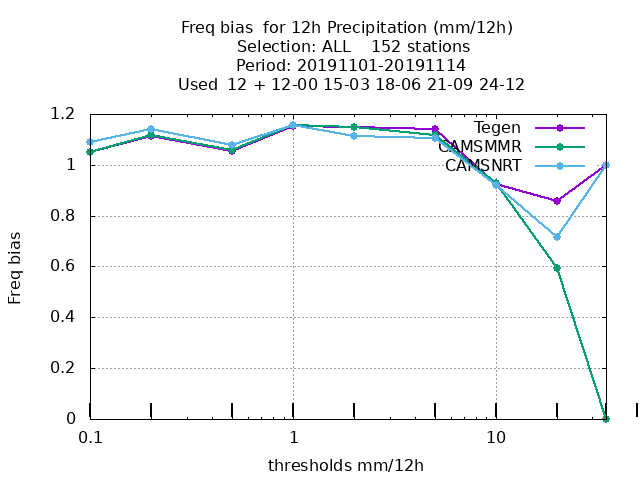 Freq bias  for 12h Precipitation (mm/12h)
Selection: ALL    152 stations
Period: 20191101-20191114
Used  12 + 12-00 15-03 18-06 21-09 24-12
Tegen
CAMSMMR
CAMSNRT
1.2
1
0.8
0.6
0.4
0.2
0
Freq bias
0.1 1 10
thresholds mm/12h